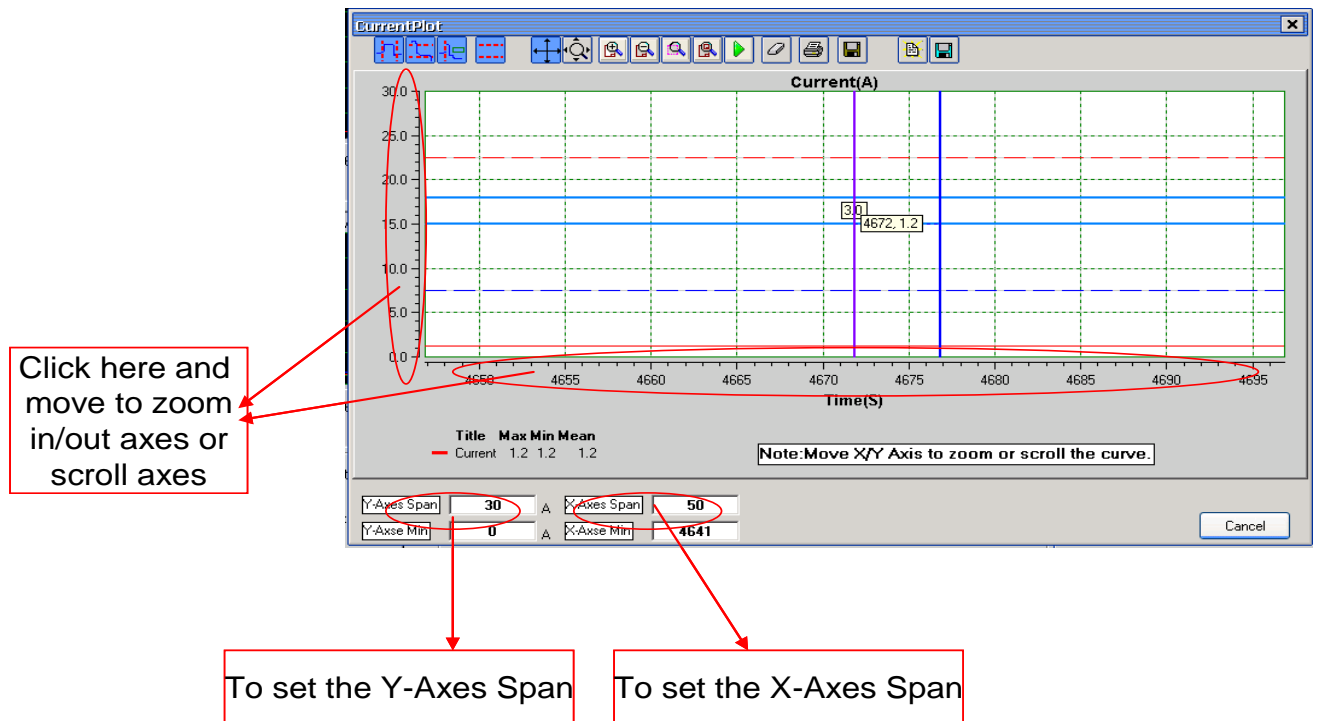 CurrentPlot
Current(A)
30.0
25.0
20.0
15.0
10.0
5.0
0.0
3.0
4672, 1.2
4650 4655 4660 4665 4670 4675 4680 4685 4690 4695
Time(S)
Title Max Min Mean
Current 1.2 1.2 1.2
Note:Move X/Y Axis to zoom or scroll the curve.
Y-Axes Span 30 A X-Axes Span 50
Y-Axse Min 0 A X-Axse Min 4641
Cancel
Click here and
move to zoom
in/out axes or
scroll axes
To set the Y-Axes Span
To set the X-Axes Span